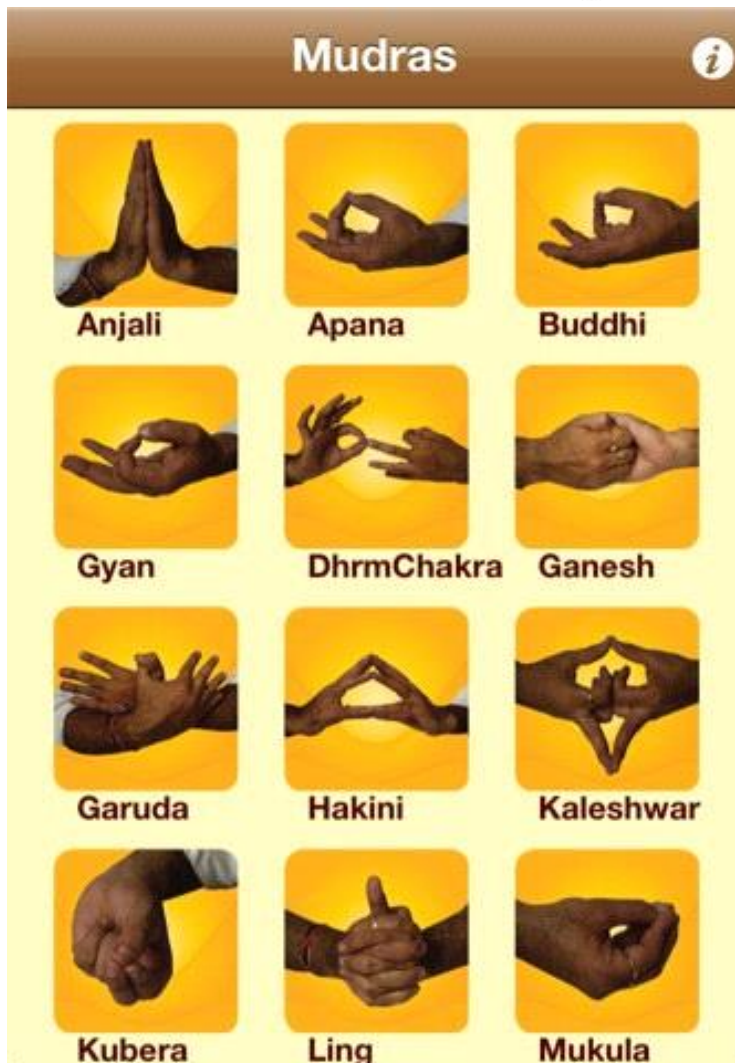 Mudras i
Anjali Apana Buddhi
Gyan DhrmChakra Ganesh
Garuda Hakini Kaleshwar
Kubera Ling Mukula